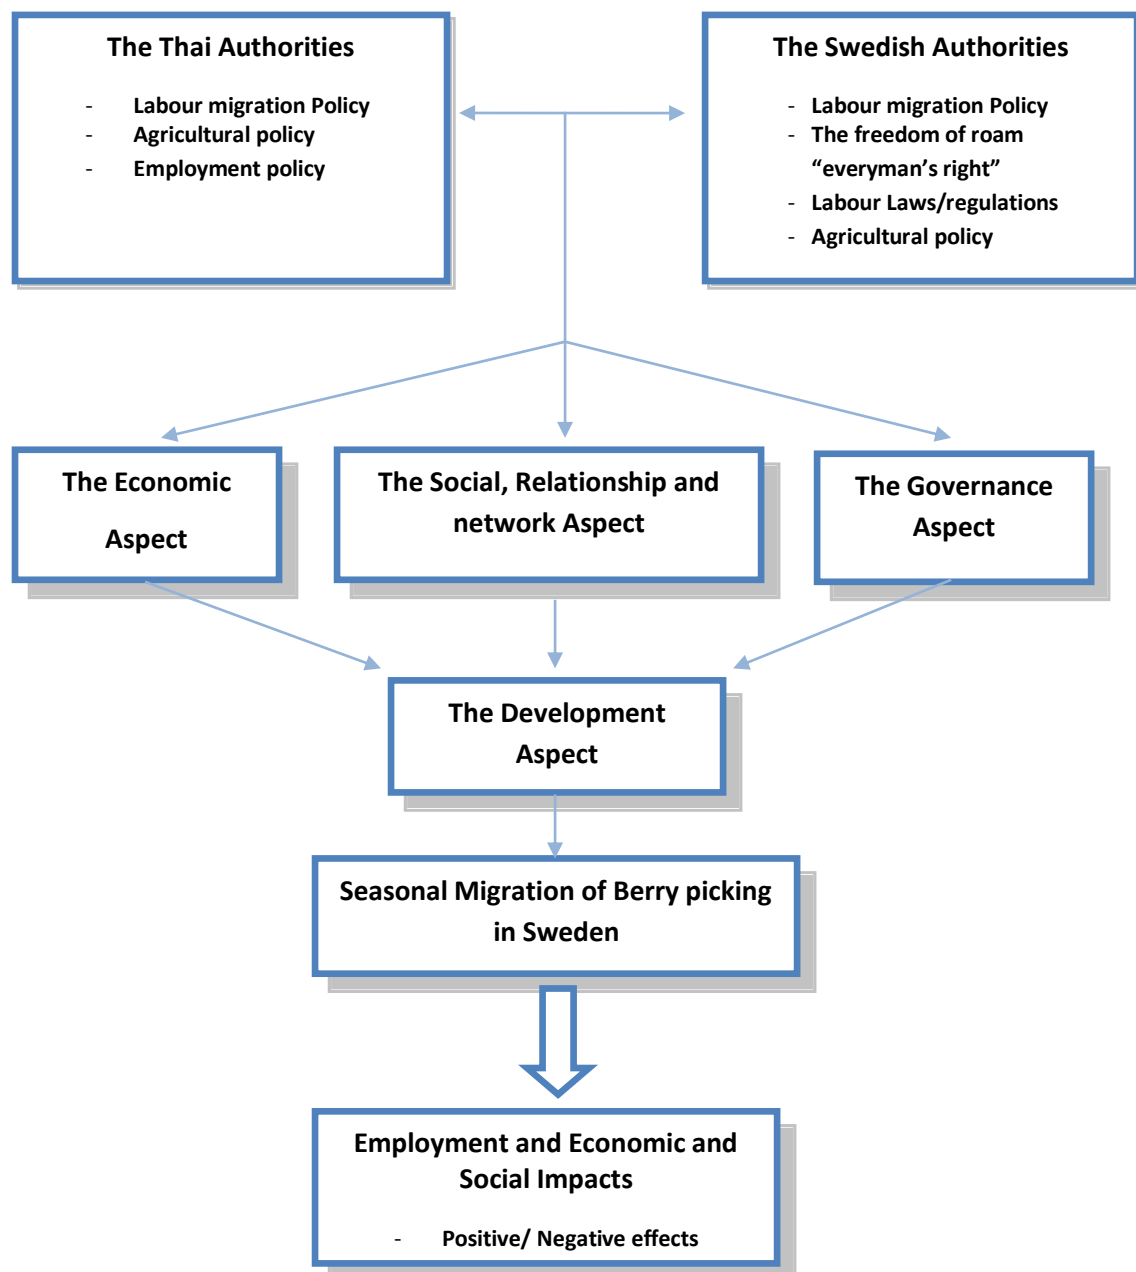 The Thai Authorities
- Labour migration Policy
- Agricultural policy
- Employment policy
The Swedish Authorities
- Labour migration Policy
- The freedom of roam
“everyman’s right”
- Labour Laws/regulations
- Agricultural policy
The Economic
Aspect
The Social, Relationship and
network Aspect
The Governance
Aspect
The Development
Aspect
Seasonal Migration of Berry picking
in Sweden
Employment and Economic and
Social Impacts
- Positive/ Negative effects